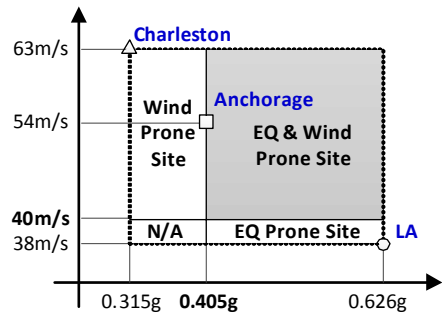 63m/s
Charleston
Wind
Prone
Site
Anchorage
54m/s
EQ & Wind
Prone Site
40m/s
N/A
EQ Prone Site
LA
38m/s
0.315g
0.405g
0.626g